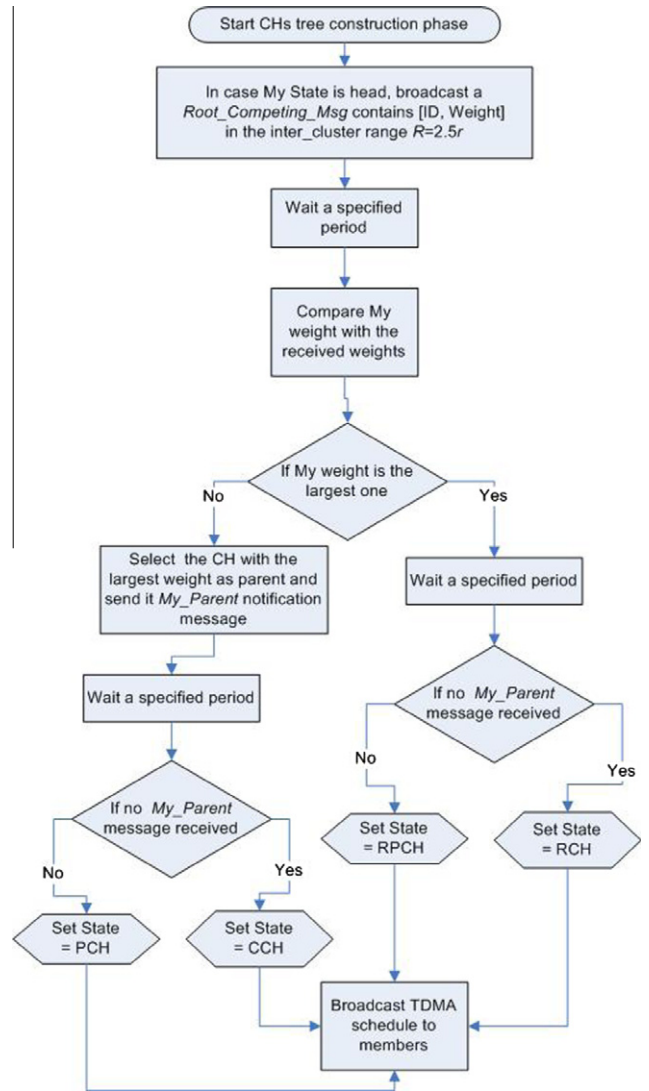 Start CHs tree construction phase
In case My State is head, broadcast a
Root_Competing_Msg contains [ID, Weight]
in the inter_cluster range R=2.5r
Wait a specified
period
Compare My
weight with the
received weights
If My weight is the
largest one
No
Yes
Select the CH with the
largest weight as parent and
send it My_Parent notification
message
Wait a specified period
Wait a specified period
If no My_Parent
message received
No
Yes
If no My_Parent
message received
No
Yes
Set State
= RPCH
Set State
= RCH
Set State
= PCH
Set State
= CCH
Broadcast TDMA
schedule to
members